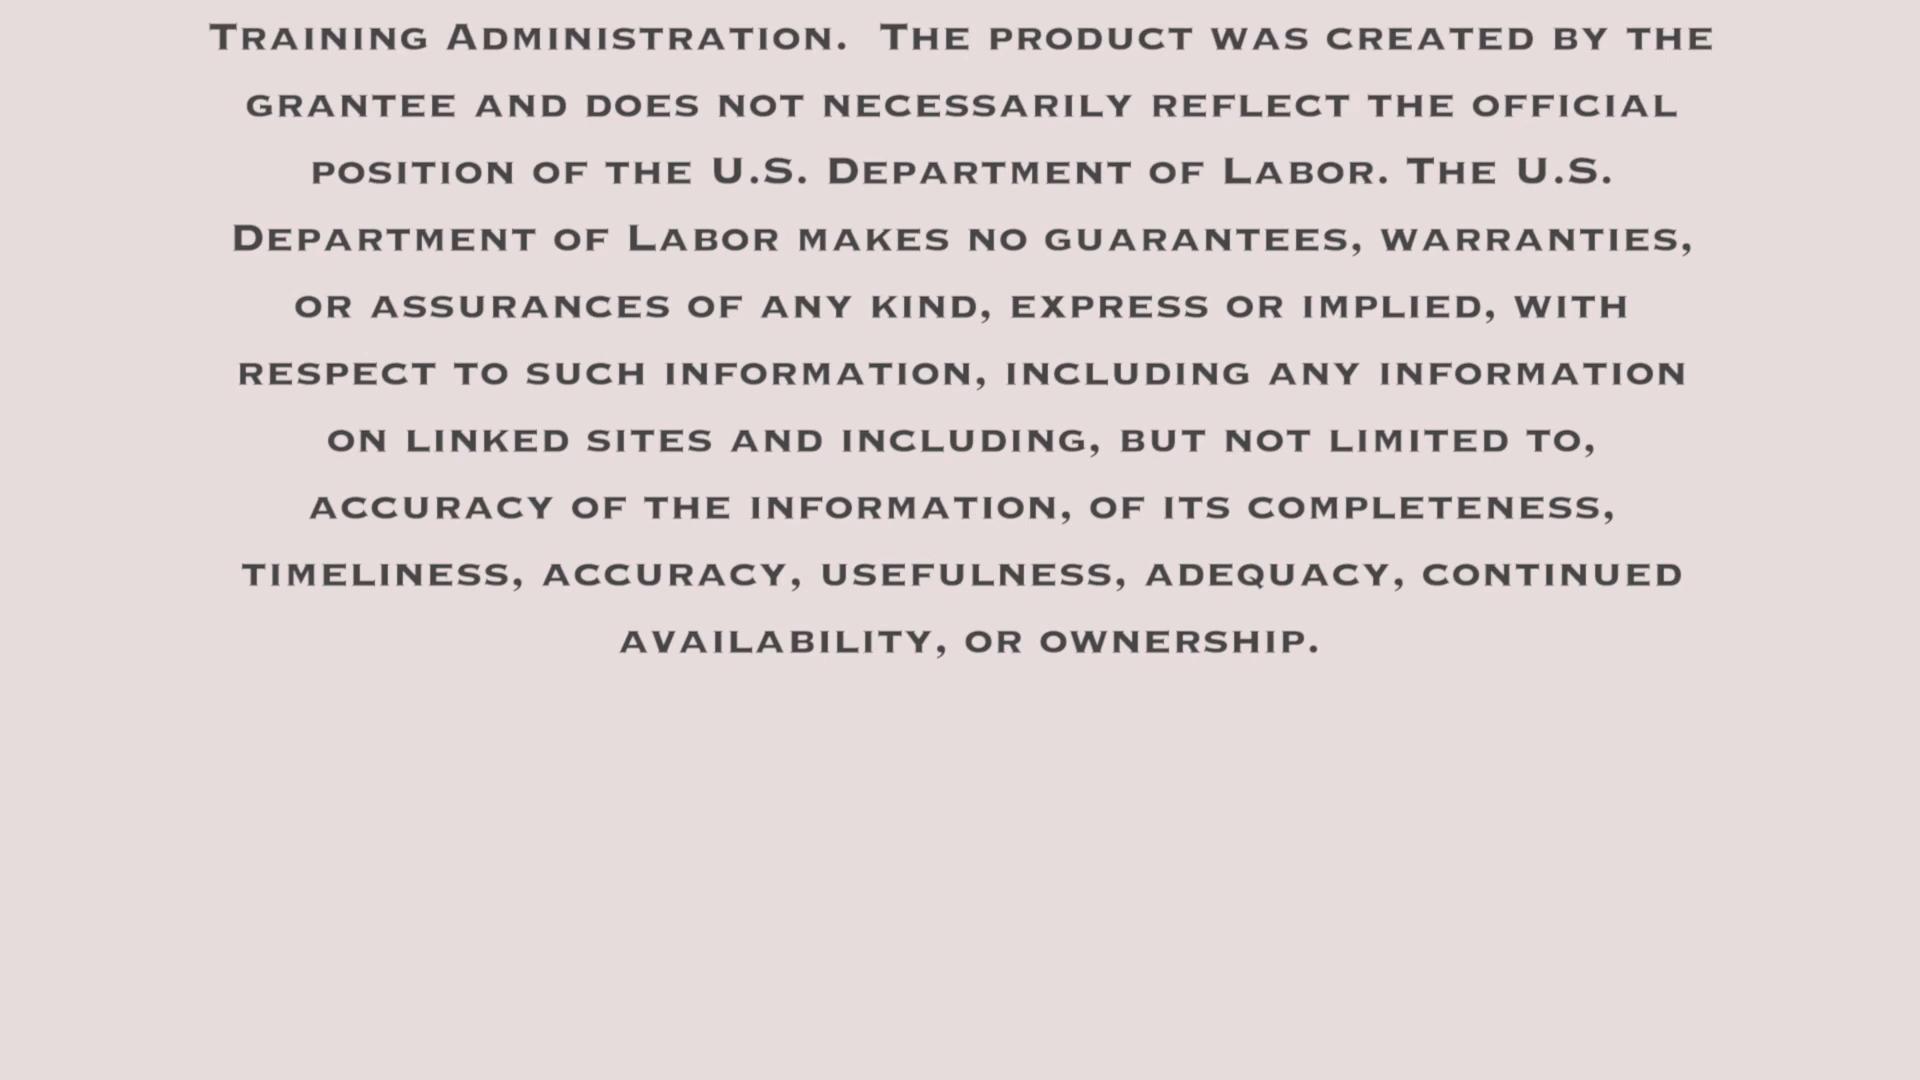 Training Administration.  The product was created by the
grantee and does not necessarily reflect the official
position of the U.S. Department of Labor. The U.S.
Department of Labor makes no guarantees, warranties,
or assurances of any kind, express or implied, with
respect to such information, including any information
on linked sites and including, but not limited to,
accuracy of the information, of its completeness,
timeliness, accuracy, usefulness, adequacy, continued
availability, or ownership.